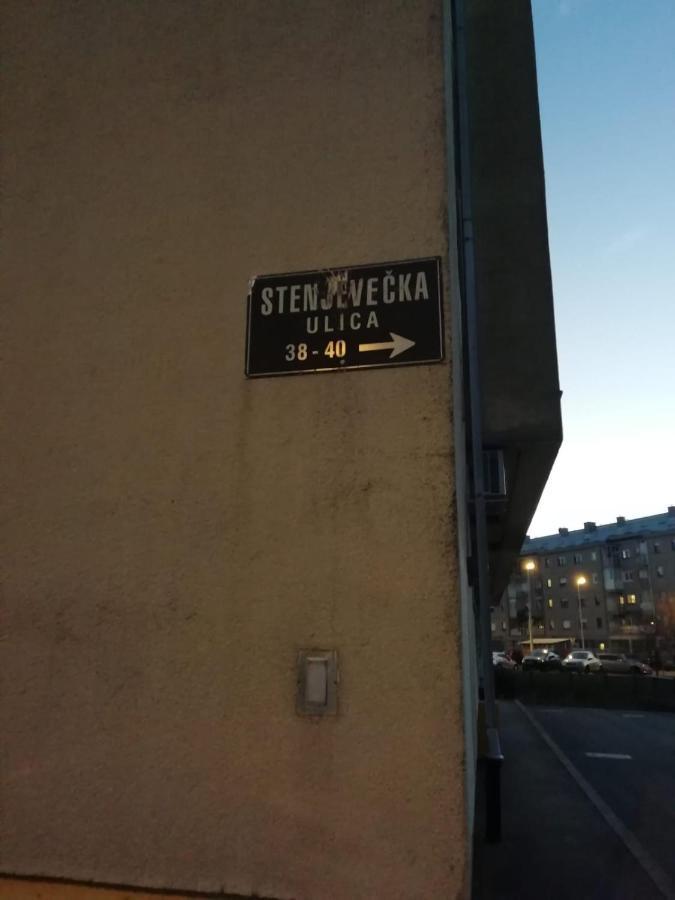 STENJEVEČKA
ULICA
38 - 40